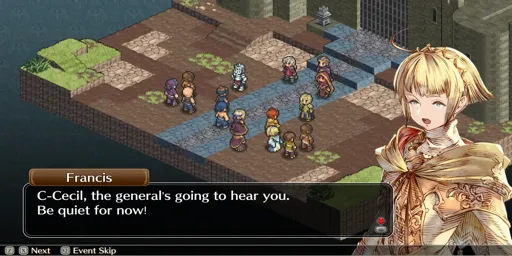 Francis
C-Cecil, the general's going to hear you.
Be quiet for now!
Next Event Skip